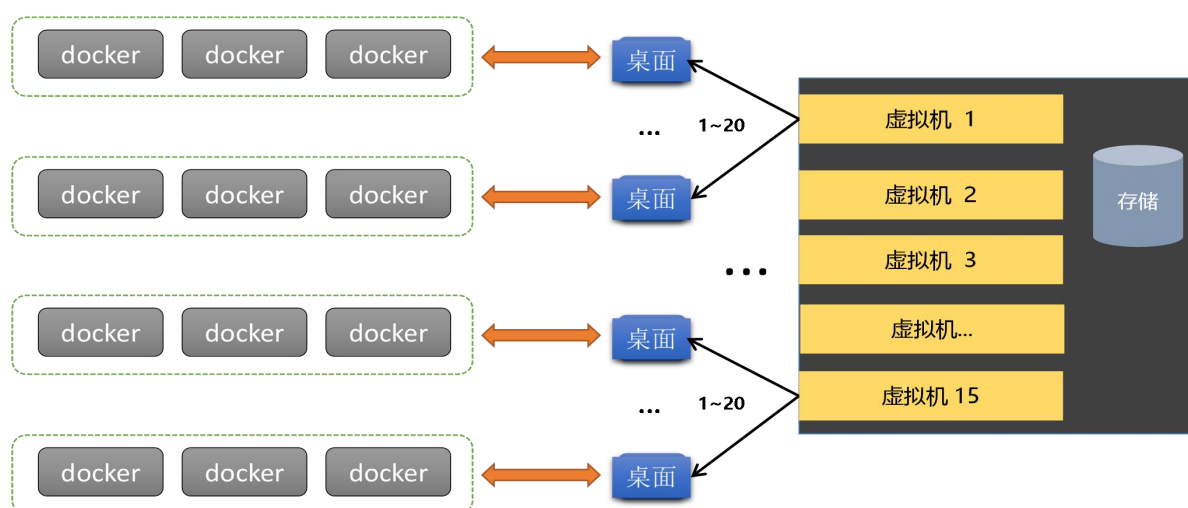 docker docker docker 桌面
... 1~20
docker docker docker 桌面
...
docker docker docker 桌面
... 1~20
docker docker docker 桌面
虚拟机 1
虚拟机 2
虚拟机 3
虚拟机...
虚拟机 15
存储